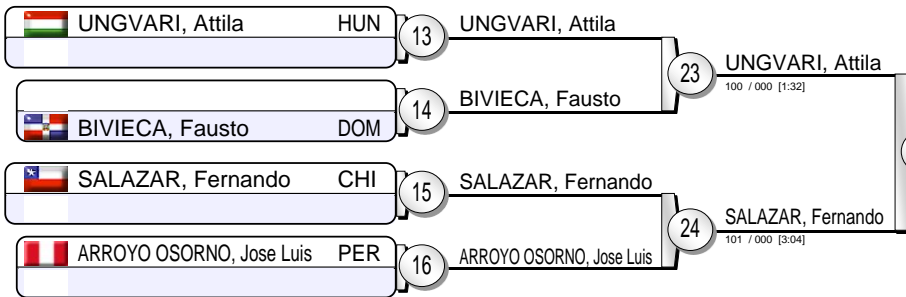 UNGVARI, Attila HUN
13
UNGVARI, Attila
23
UNGVARI, Attila
100 / 000 [1:32]
14
BIVIECA, Fausto
BIVIECA, Fausto DOM
SALAZAR, Fernando CHI
15
SALAZAR, Fernando
24
SALAZAR, Fernando
101 / 000 [3:04]
ARROYO OSORNO, Jose Luis PER
16
ARROYO OSORNO, Jose Luis